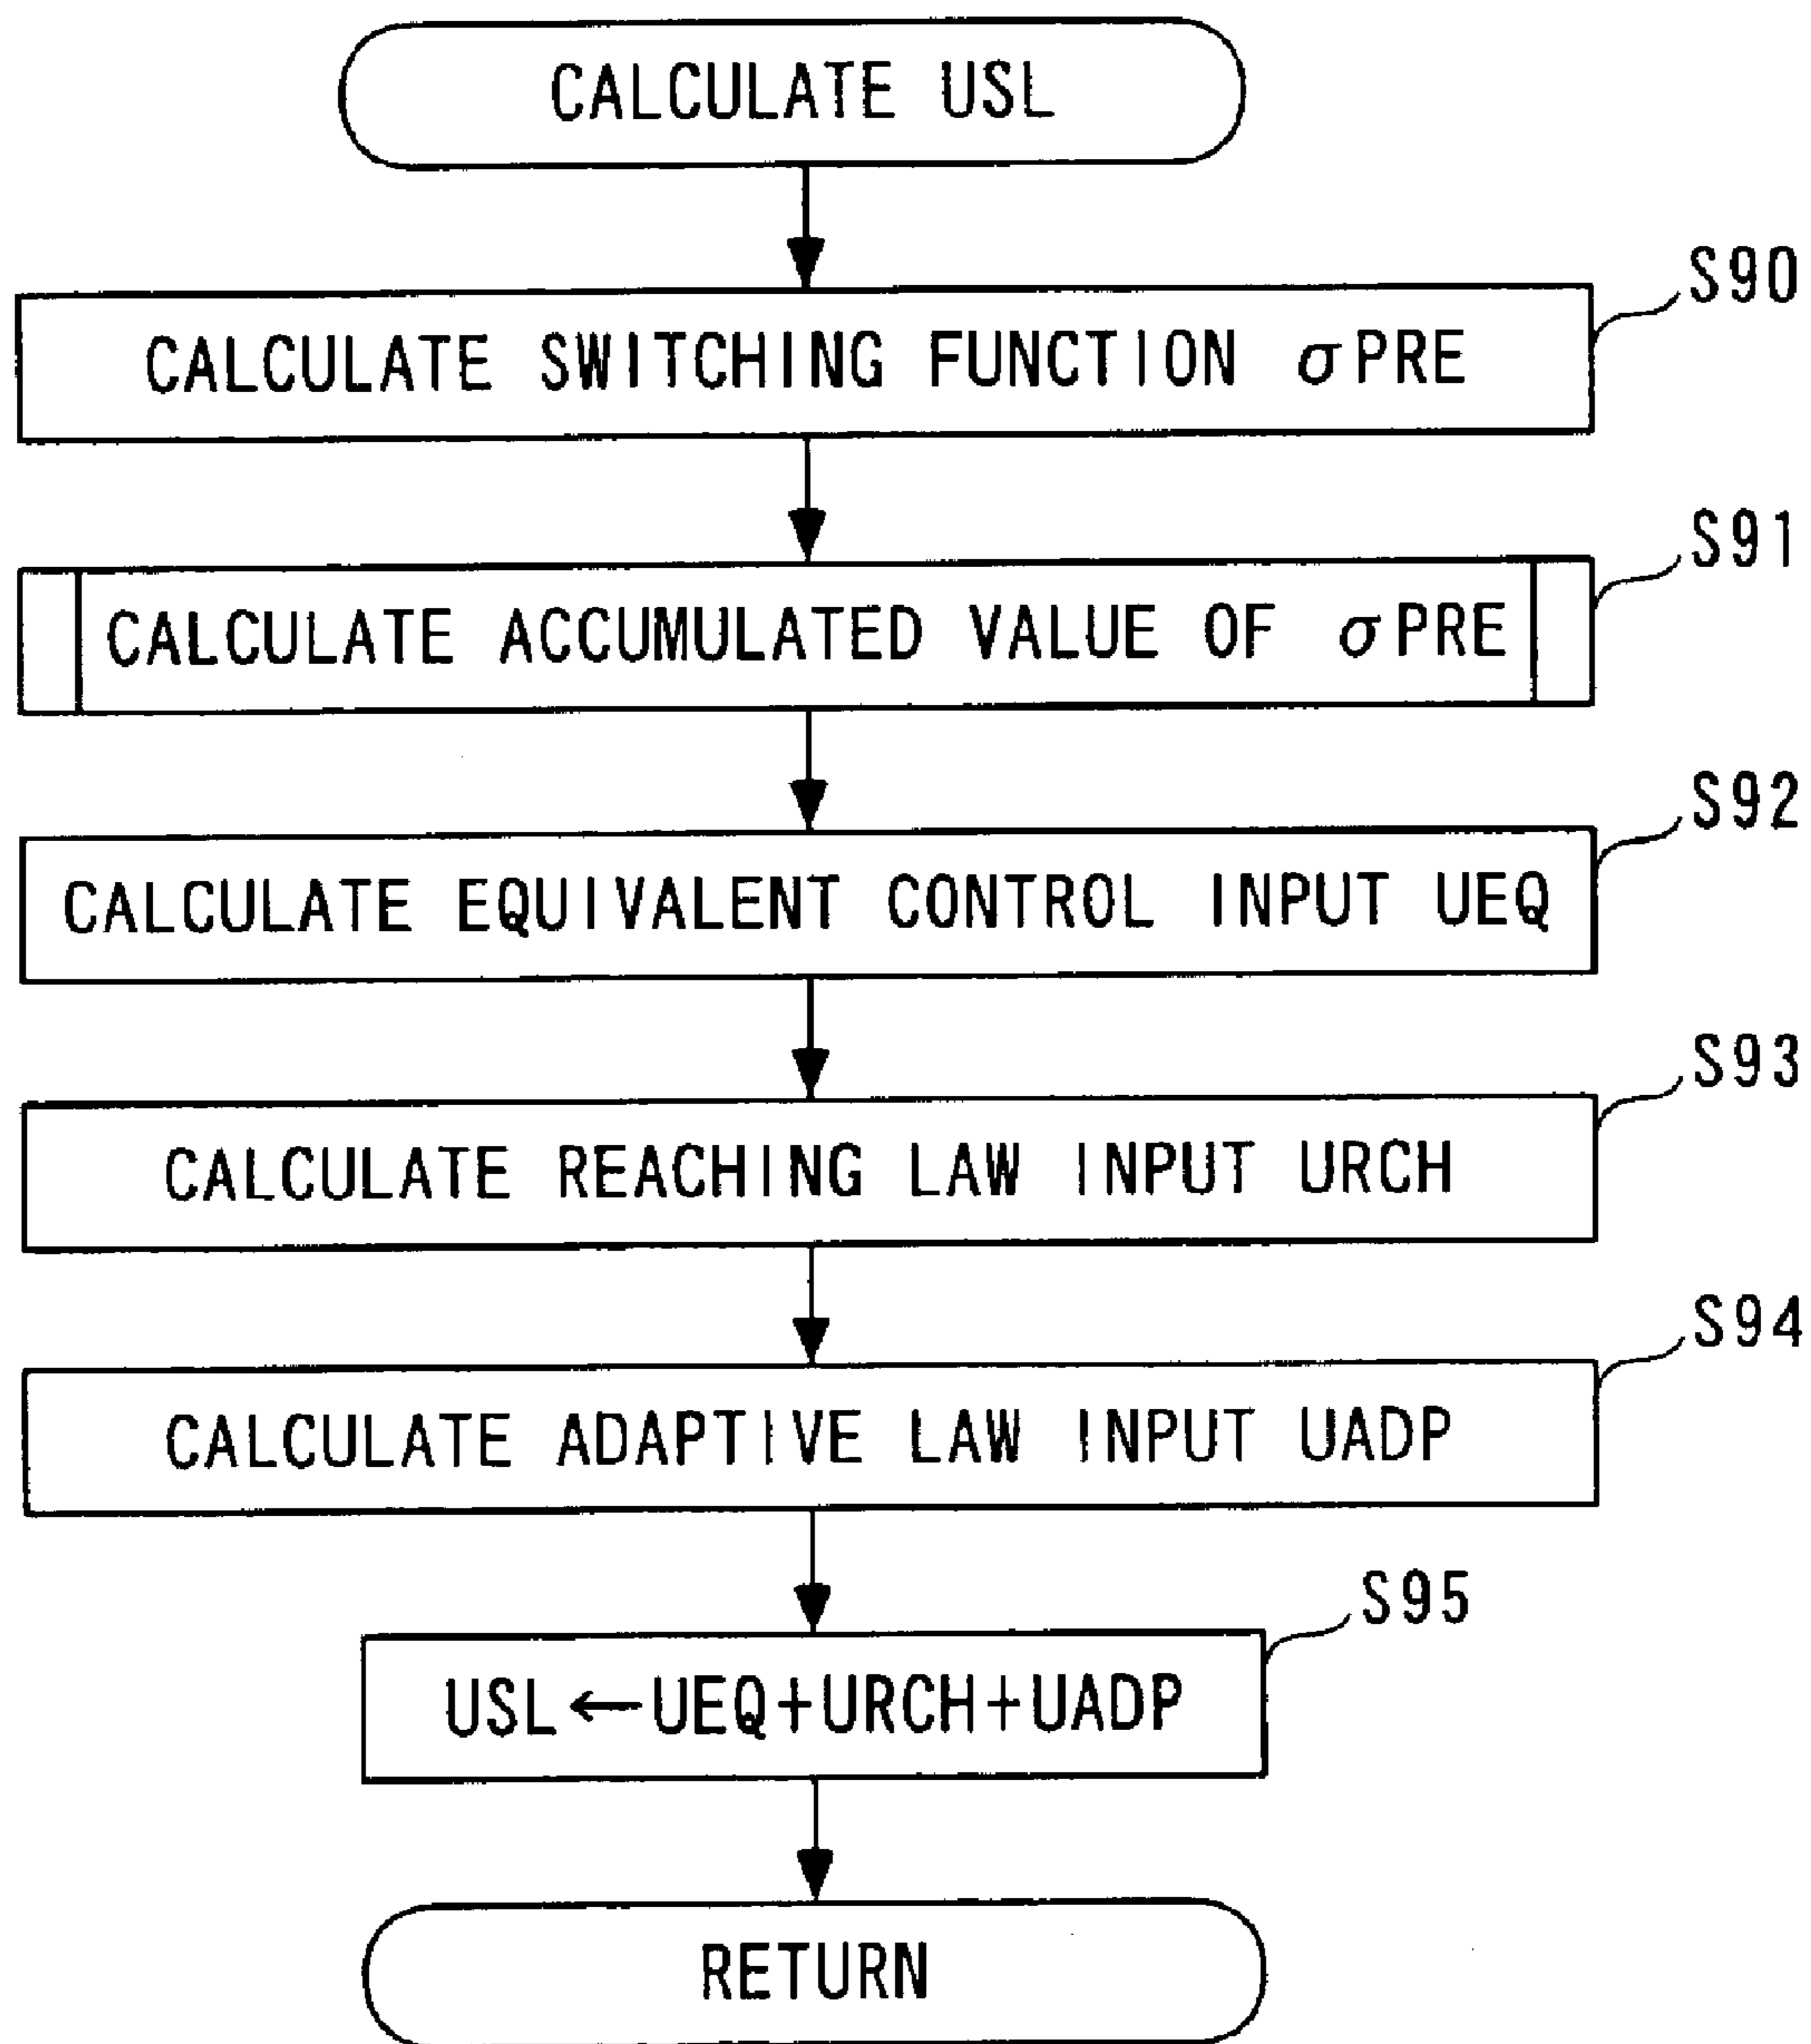 CALCULATE USL
S90
CALCULATE SWITCHING FUNCTION σPRE
S91
CALCULATE ACCUMULATED VALUE OF σPRE
S92
CALCULATE EQUIVALENT CONTROL INPUT UEQ
S93
CALCULATE REACHING LAW INPUT URCH
S94
CALCULATE ADAPTIVE LAW INPUT UADP
S95
USL←UEQ+URCH+UADP
RETURN